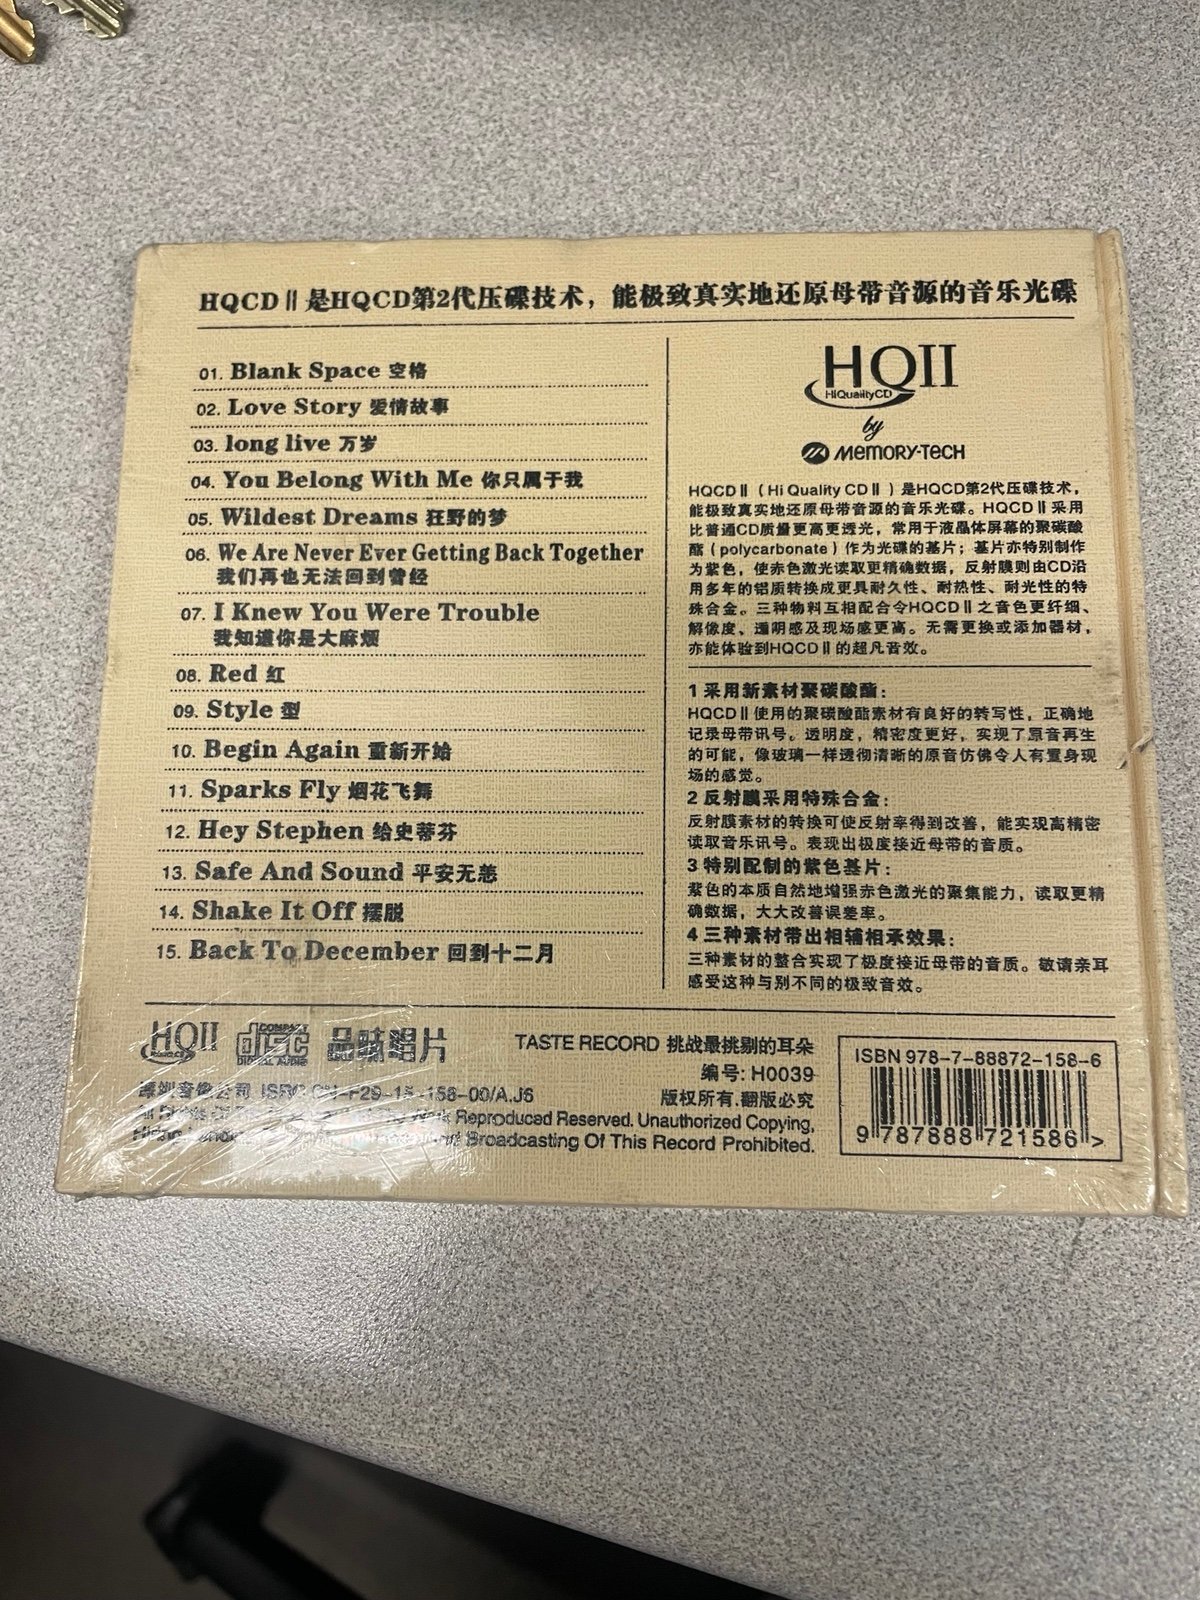 HQCDⅡ是HQCD第2代压碟技术，能极致真实地还原母带音源的音乐光碟
01. Blank Space 空格
02. Love Story 爱情故事
03. long live 万岁
04. You Belong With Me 你只属于我
05. Wildest Dreams 狂野的梦
06. We Are Never Ever Getting Back Together
我们再也无法回到曾经
07. I Knew You Were Trouble
我知道你是大麻烦
08. Red 红
09. Style 型
10. Begin Again 重新开始
11. Sparks Fly 烟花飞舞
12. Hey Stephen 给史蒂芬
13. Safe And Sound 平安无恙
14. Shake It Off 摆脱
15. Back To December 回到十二月
HQII
HiQualityCD
by
MEMORY-TECH
HQCDⅡ（Hi Quality CDⅡ）是HQCD第2代压碟技术，
能极致真实地还原母带音源的音乐光碟。HQCDⅡ采用
比普通CD质量更高更透光，常用于液晶体屏幕的聚碳酸
酯（polycarbonate）作为光碟的基片；基片亦特别制作
为紫色，使赤色激光读取更精确数据，反射膜则由CD沿
用多年的铝质转换成更具耐久性、耐热性、耐光性的特
殊合金。三种物料互相配合令HQCDⅡ之音色更纤细、
解像度、透明感及现场感更高。无需更换或添加器材，
亦能体验到HQCDⅡ的超凡音效。
1 采用新素材聚碳酸酯：
HQCDⅡ使用的聚碳酸酯素材有良好的转写性，正确地
记录母带讯号。透明度，精密度更好，实现了原音再生
的可能，像玻璃一样透彻清晰的原音仿佛令人有置身现
场的感觉。
2 反射膜采用特殊合金：
反射膜素材的转换可使反射率得到改善，能实现高精密
读取音乐讯号。表现出极度接近母带的音质。
3 特别配制的紫色基片：
紫色的本质自然地增强赤色激光的聚集能力，读取更精
确数据，大大改善误差率。
4 三种素材带出相辅相承效果：
三种素材的整合实现了极度接近母带的音质。敬请亲耳
感受这种与别不同的极致音效。
HQII COMPACT disc DIGITAL AUDIO 品味唱片
TASTE RECORD 挑战最挑剔的耳朵
编号: H0039
版权所有.翻版必究
深圳音像公司 ISRC CN-F29-15-158-00/A.J6
Work Reproduced Reserved. Unauthorized Copying,
Broadcasting Of This Record Prohibited.
ISBN 978-7-88872-158-6
9 787888 721586 >